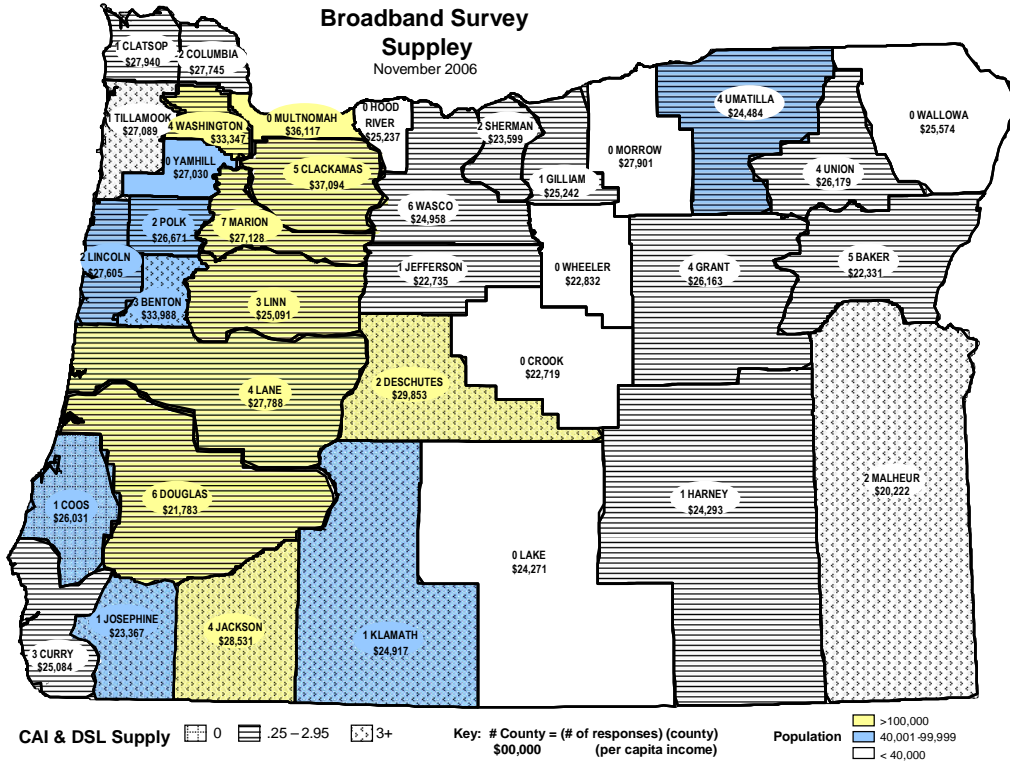 Broadband Survey
Suppley
November 2006
1 CLATSOP
$27,940
2 COLUMBIA
$27,745
1 TILLAMOOK
$27,089
4 WASHINGTON
$33,347
0 MULTNOMAH
$36,117
0 HOOD
RIVER
$25,237
2 SHERMAN
$23,599
0 MORROW
$27,901
4 UMATILLA
$24,484
0 WALLOWA
$25,574
0 YAMHILL
$27,030
5 CLACKAMAS
$37,094
1 GILLIAM
$25,242
4 UNION
$26,179
6 WASCO
$24,958
2 POLK
$26,671
7 MARION
$27,128
2 LINCOLN
$27,605
1 JEFFERSON
$22,735
0 WHEELER
$22,832
4 GRANT
$26,163
5 BAKER
$22,331
3 BENTON
$33,988
3 LINN
$25,091
0 CROOK
$22,719
4 LANE
$27,788
2 DESCHUTES
$29,853
1 COOS
$26,031
6 DOUGLAS
$21,783
1 HARNEY
$24,293
2 MALHEUR
$20,222
0 LAKE
$24,271
1 JOSEPHINE
$23,367
4 JACKSON
$28,531
1 KLAMATH
$24,917
3 CURRY
$25,084
CAI & DSL Supply 0 .25 – 2.95 3+
Key: # County = (# of responses) (county)
$00,000 (per capita income)
Population
>100,000
40,001-99,999
< 40,000